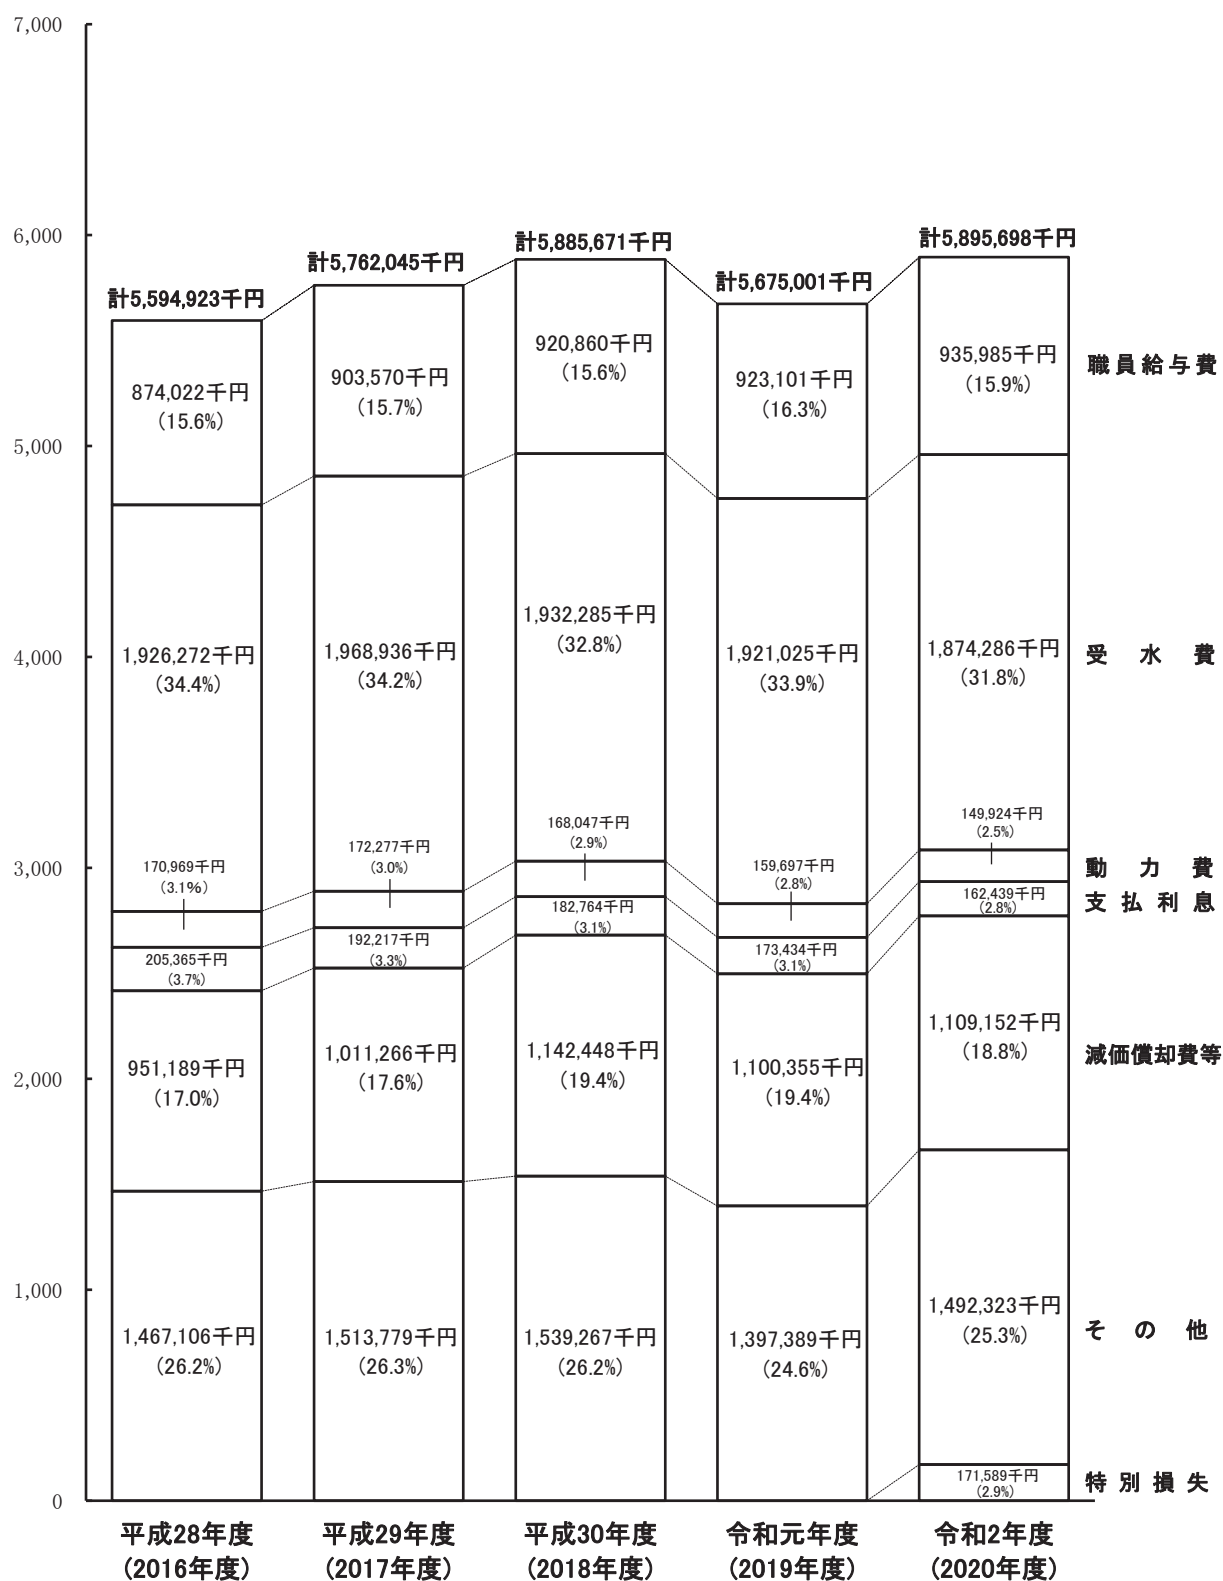 7,000
6,000
5,000
4,000
3,000
2,000
1,000
0
計5,594,923千円
874,022千円
(15.6%)
1,926,272千円
(34.4%)
170,969千円
(3.1%)
205,365千円
(3.7%)
951,189千円
(17.0%)
1,467,106千円
(26.2%)
平成28年度
(2016年度)
計5,762,045千円
903,570千円
(15.7%)
1,968,936千円
(34.2%)
172,277千円
(3.0%)
192,217千円
(3.3%)
1,011,266千円
(17.6%)
1,513,779千円
(26.3%)
平成29年度
(2017年度)
計5,885,671千円
920,860千円
(15.6%)
1,932,285千円
(32.8%)
168,047千円
(2.9%)
182,764千円
(3.1%)
1,142,448千円
(19.4%)
1,539,267千円
(26.2%)
平成30年度
(2018年度)
計5,675,001千円
923,101千円
(16.3%)
1,921,025千円
(33.9%)
159,697千円
(2.8%)
173,434千円
(3.1%)
1,100,355千円
(19.4%)
1,397,389千円
(24.6%)
令和元年度
(2019年度)
計5,895,698千円
935,985千円
(15.9%)
1,874,286千円
(31.8%)
149,924千円
(2.5%)
162,439千円
(2.8%)
1,109,152千円
(18.8%)
1,492,323千円
(25.3%)
171,589千円
(2.9%)
令和2年度
(2020年度)
職員給与費
受水費
動力費
支払利息
減価償却費等
その他
特別損失